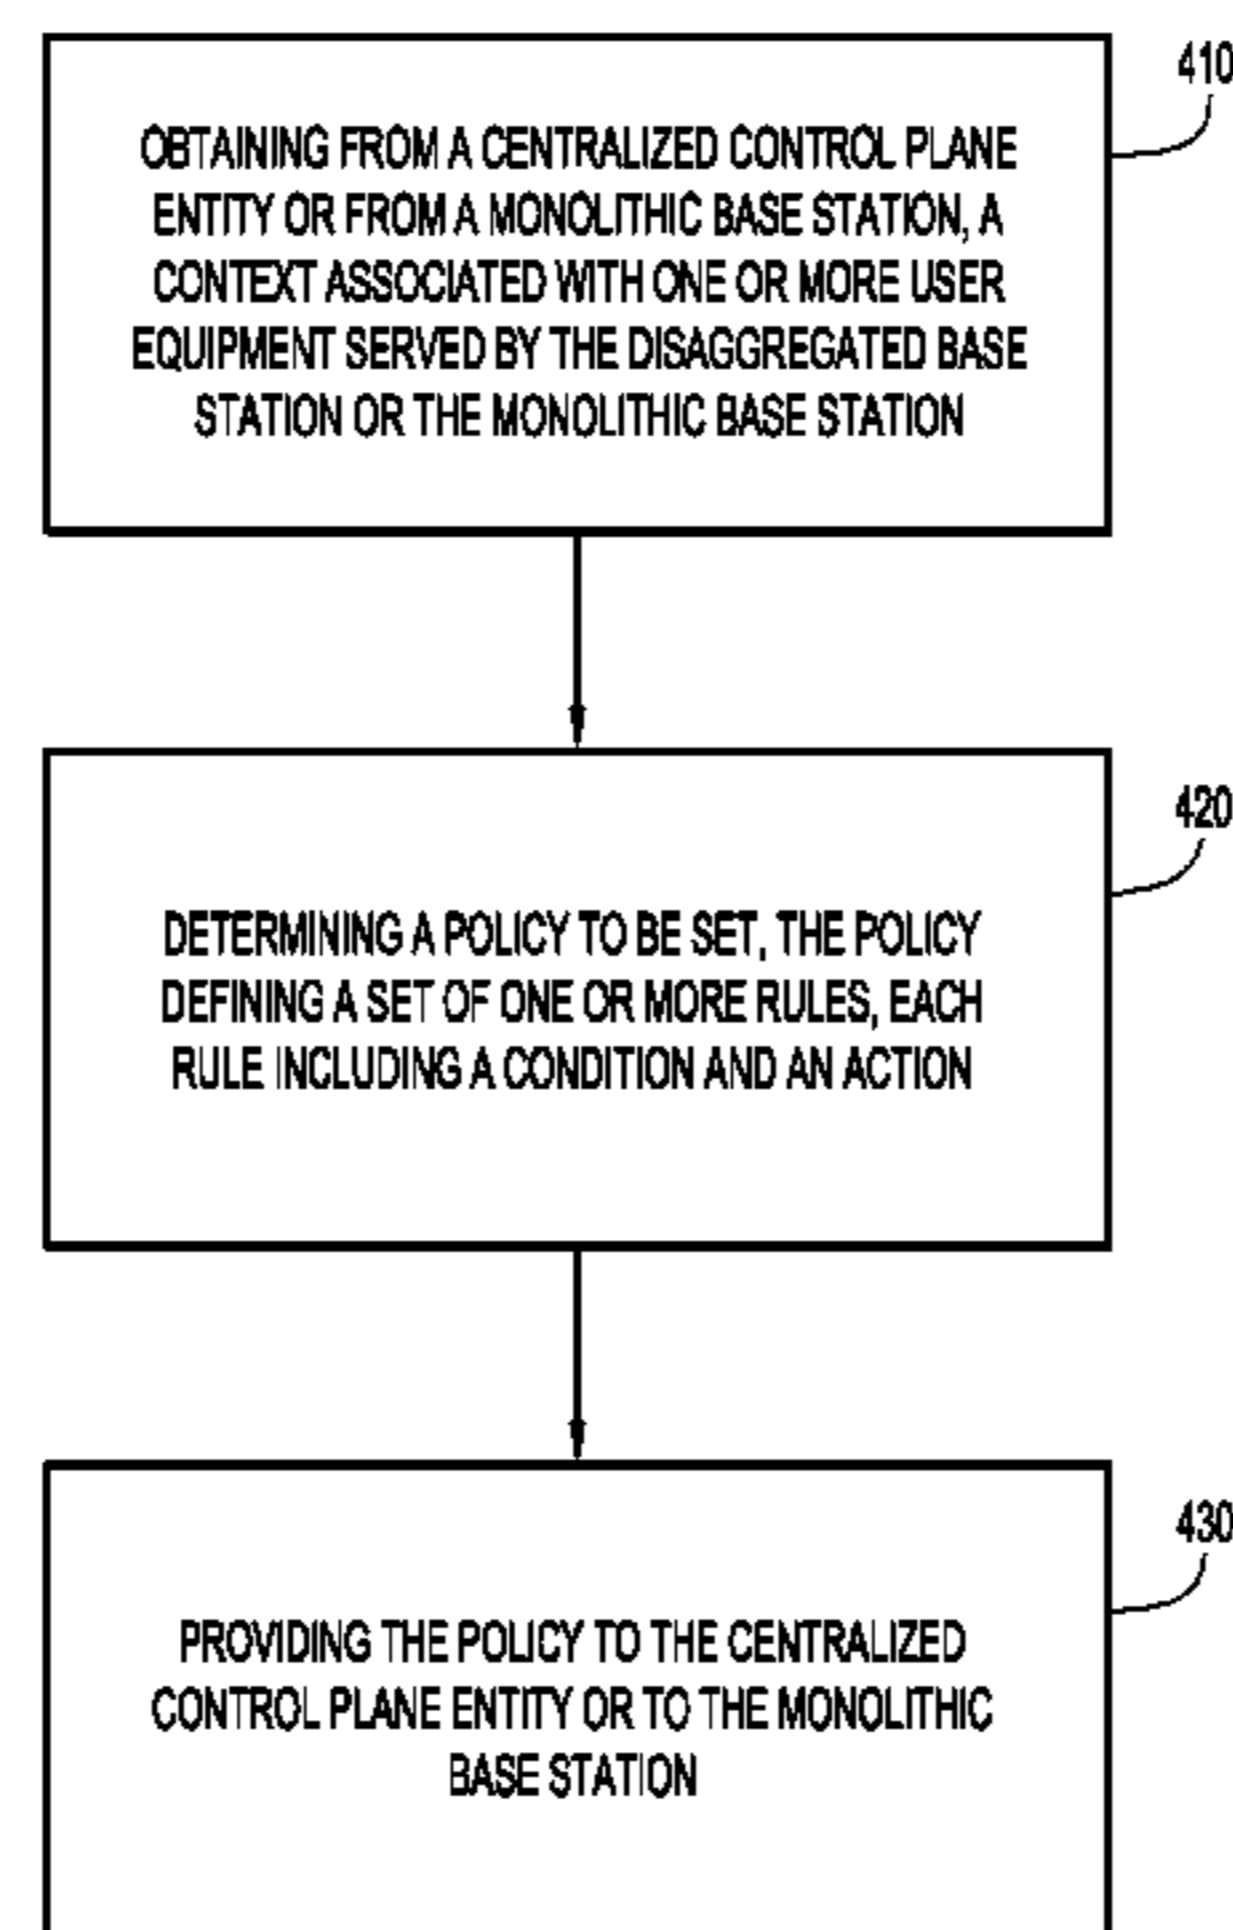 410
OBTAINING FROM A CENTRALIZED CONTROL PLANE
ENTITY OR FROM A MONOLITHIC BASE STATION, A
CONTEXT ASSOCIATED WITH ONE OR MORE USER
EQUIPMENT SERVED BY THE DISAGGREGATED BASE
STATION OR THE MONOLITHIC BASE STATION
420
DETERMINING A POLICY TO BE SET, THE POLICY
DEFINING A SET OF ONE OR MORE RULES, EACH
RULE INCLUDING A CONDITION AND AN ACTION
430
PROVIDING THE POLICY TO THE CENTRALIZED
CONTROL PLANE ENTITY OR TO THE MONOLITHIC
BASE STATION